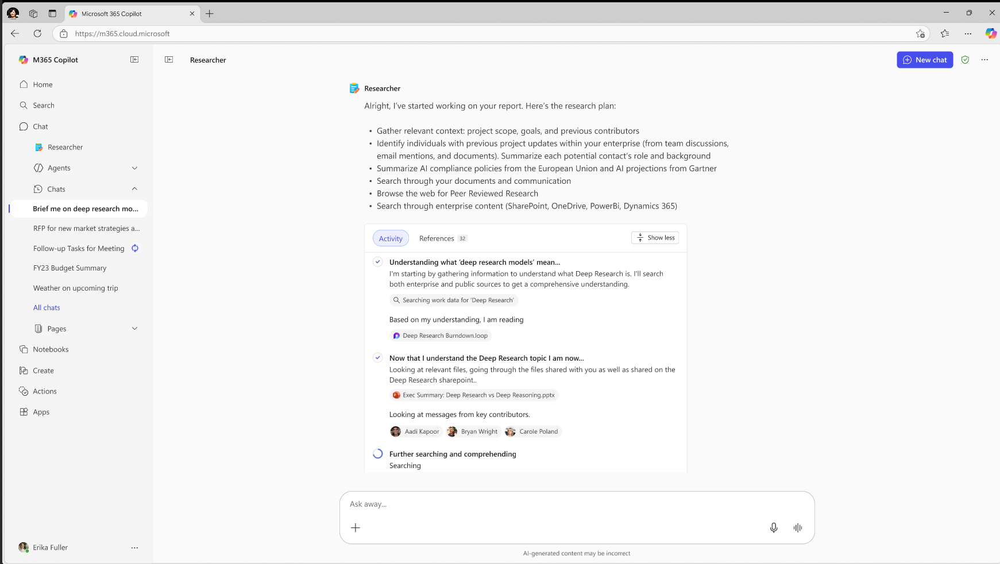 Microsoft 365 Copilot
https://m365.cloud.microsoft
M365 Copilot
Home
Search
Chat
Researcher
Agents
Chats
Brief me on deep research mo...
RFP for new market strategies a...
Follow-up Tasks for Meeting
FY23 Budget Summary
Weather on upcoming trip
All chats
Pages
Notebooks
Create
Actions
Apps
Erika Fuller
Researcher
New chat
Researcher
Alright, I’ve started working on your report. Here’s the research plan:
• Gather relevant context: project scope, goals, and previous contributors
• Identify individuals with previous project updates within your enterprise (from team discussions,
email mentions, and documents). Summarize each potential contact’s role and background
• Summarize AI compliance policies from the European Union and AI projections from Gartner
• Search through your documents and communication
• Browse the web for Peer Reviewed Research
• Search through enterprise content (SharePoint, OneDrive, PowerBi, Dynamics 365)
Activity
References 32
Show less
Understanding what ‘deep research models’ mean...
I'm starting by gathering information to understand what Deep Research is. I'll search
both enterprise and public sources to get a comprehensive understanding.
Searching work data for ‘Deep Research’
Based on my understanding, I am reading
Deep Research Burndown.loop
Now that I understand the Deep Research topic I am now...
Looking at relevant files, going through the files shared with you as well as shared on the
Deep Research sharepoint..
Exec Summary: Deep Research vs Deep Reasoning.pptx
Looking at messages from key contributors.
Aadi Kapoor
Bryan Wright
Carole Poland
Further searching and comprehending
Searching
Ask away...
AI-generated content may be incorrect